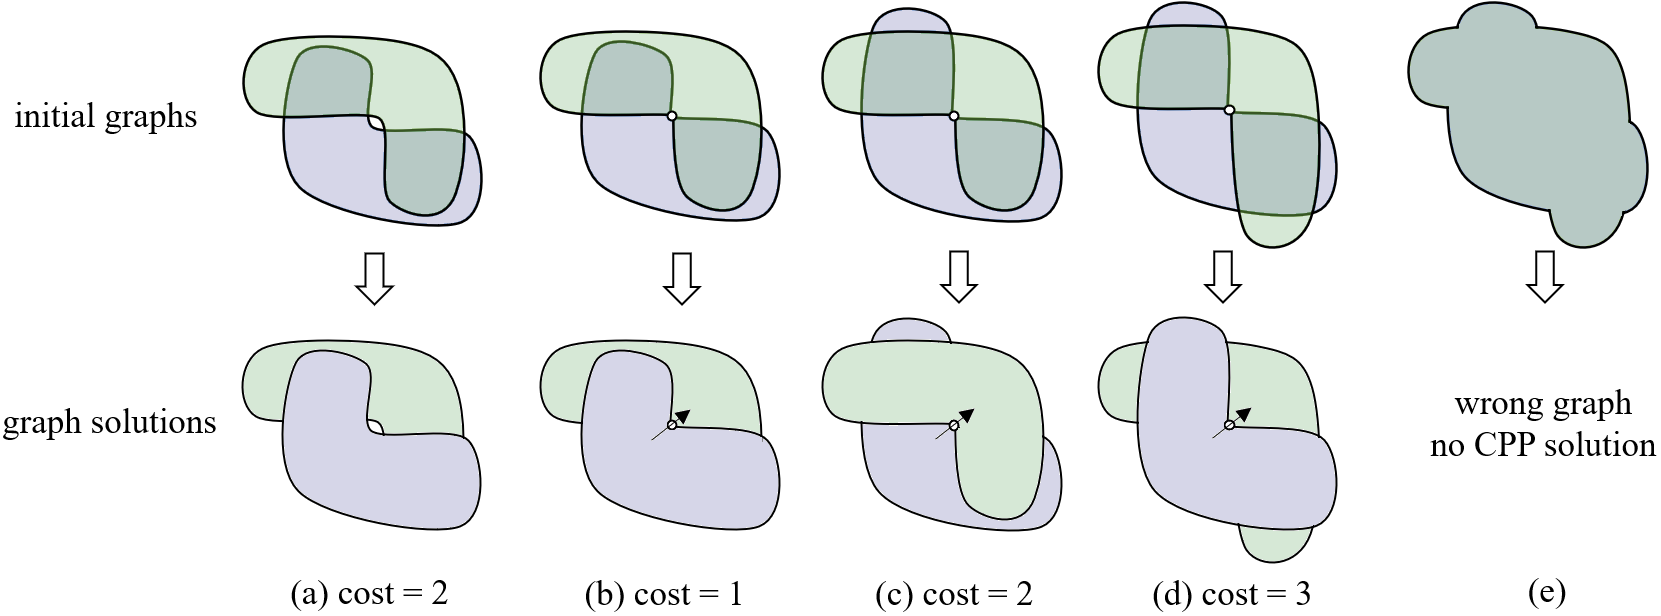 initial graphs
graph solutions
wrong graph
no CPP solution
(a) cost = 2
(b) cost = 1
(c) cost = 2
(d) cost = 3
(e)